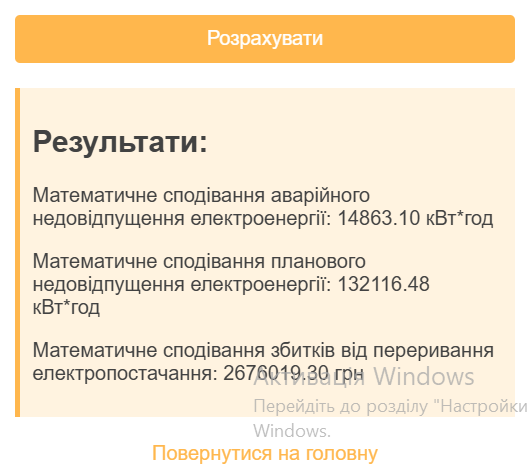 Розрахувати
Результати:
Математичне сподівання аварійного
недовідпущення електроенергії: 14863.10 кВт*год
Математичне сподівання планового
недовідпущення електроенергії: 132116.48
кВт*год
Математичне сподівання збитків від переривання
електропостачання: 2676019.30 грн
Активація Windows
Перейдіть до розділу "Настройки
Windows.
Повернутися на головну